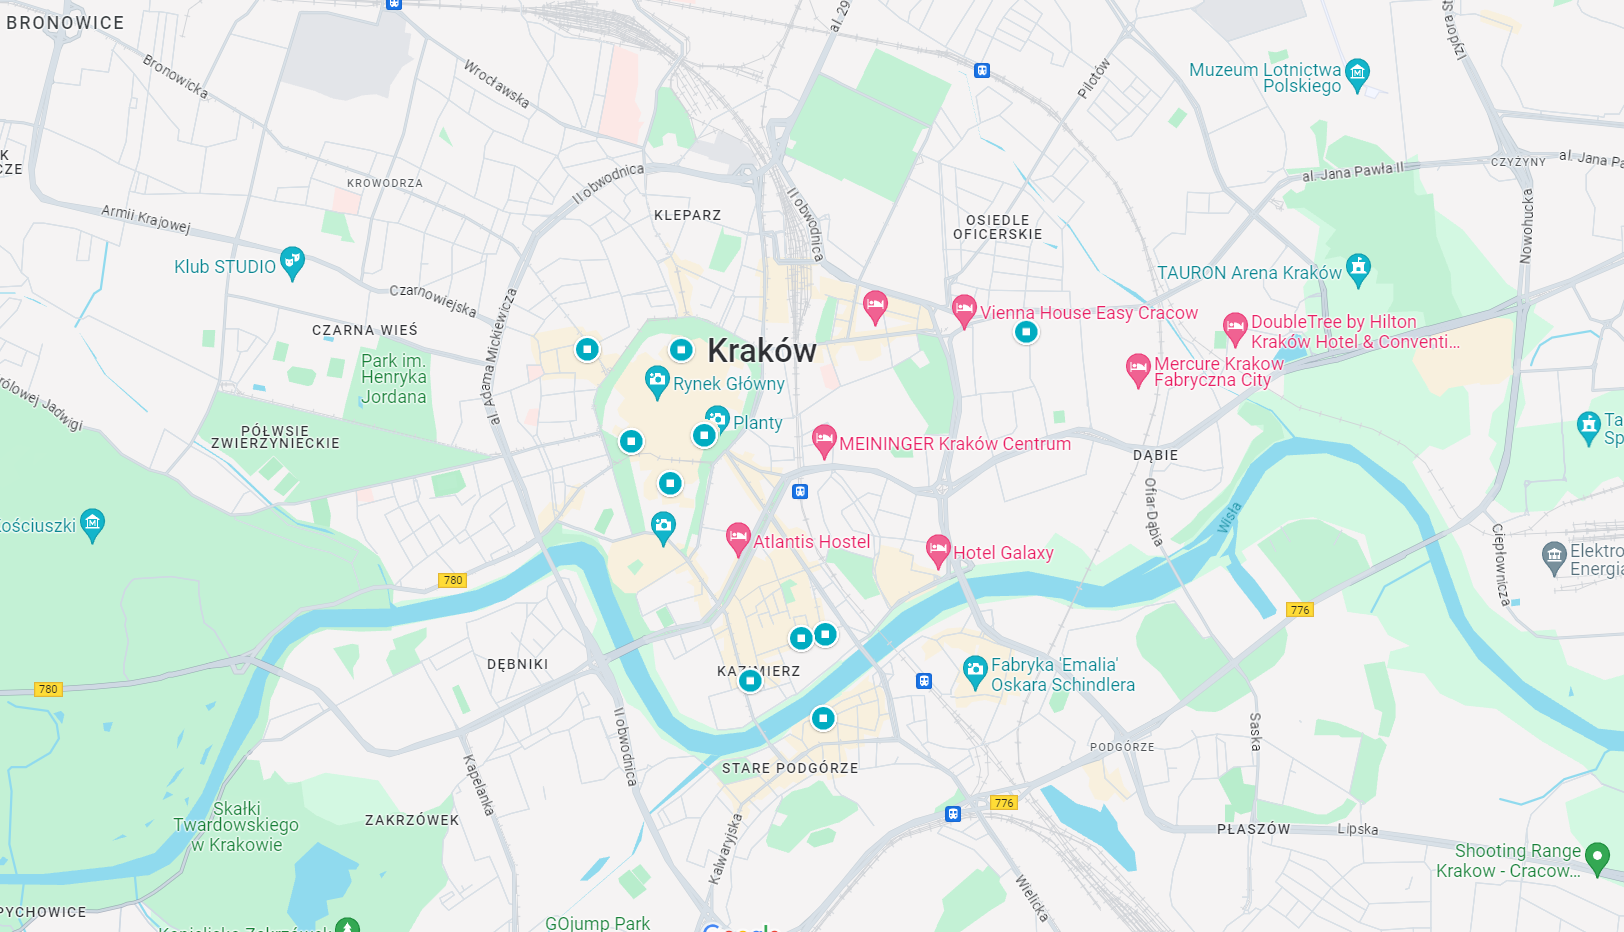 BRONOWICE
Bronowicka
Wrocławska
al. 29
Pilotów
Muzeum Lotnictwa
Polskiego
K
CZE
KROWODRZA
II obwodnica
al. Jana Pawła II
CZYŻYNY
al. Jana Pa
Armii Krajowej
KLEPARZ
II obwodnica
OSIEDLE
OFICERSKIE
Nowohucka
Klub STUDIO
TAURON Arena Kraków
Czarnowiejska
CZARNA WIEŚ
al. Adama Mickiewicza
Vienna House Easy Cracow
DoubleTree by Hilton
Kraków Hotel & Conventi...
Kraków
Park im.
Henryka
Jordana
Rynek Główny
Mercure Krakow
Fabryczna City
rólowej Jadwigi
Planty
PÓŁWSIE
ZWIERZYNIECKIE
MEININGER Kraków Centrum
DĄBIE
Ta
Sp
Ofiar Dąbia
Wisła
Kościuszki
Atlantis Hostel
Hotel Galaxy
Ciepłownicza
Elektro
Energia
780
776
DĘBNIKI
KAZIMIERZ
Fabryka 'Emalia'
Oskara Schindlera
780
II obwodnica
Saska
PODGÓRZE
STARE PODGÓRZE
Kapelanka
776
Skałki
Twardowskiego
w Krakowie
ZAKRZÓWEK
Kalwaryjska
PŁASZÓW
Lipska
Wielicka
Shooting Range
Krakow - Cracow...
PYCHOWICE
GOjump Park
Google